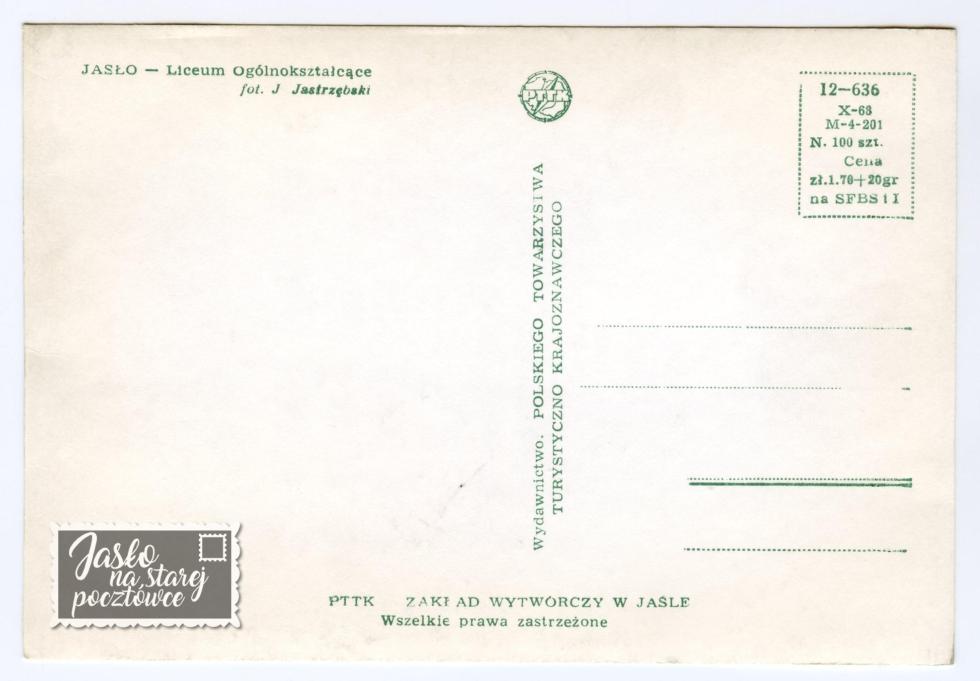 JASŁO — Liceum Ogólnokształcące
fot. J Jastrzębski
PTTK
12—636
X-68
M-4-201
N. 100 szt.
Cena
zł.1.70+20gr
na SFBS i I
Wydawnictwo. POLSKIEGO TOWARZYSTWA
TURYSTYCZNO KRAJOZNAWCZEGO
Jasło
na starej
pocztówce
PTTK ZAKŁAD WYTWÓRCZY W JAŚLE
Wszelkie prawa zastrzeżone